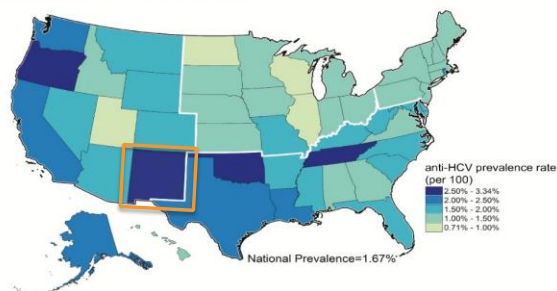 anti-HCV prevalence rate
(per 100)
2.50% - 3.34%
2.00% - 2.50%
1.50% - 2.00%
1.00% - 1.50%
0.71% - 1.00%
National Prevalence=1.67%